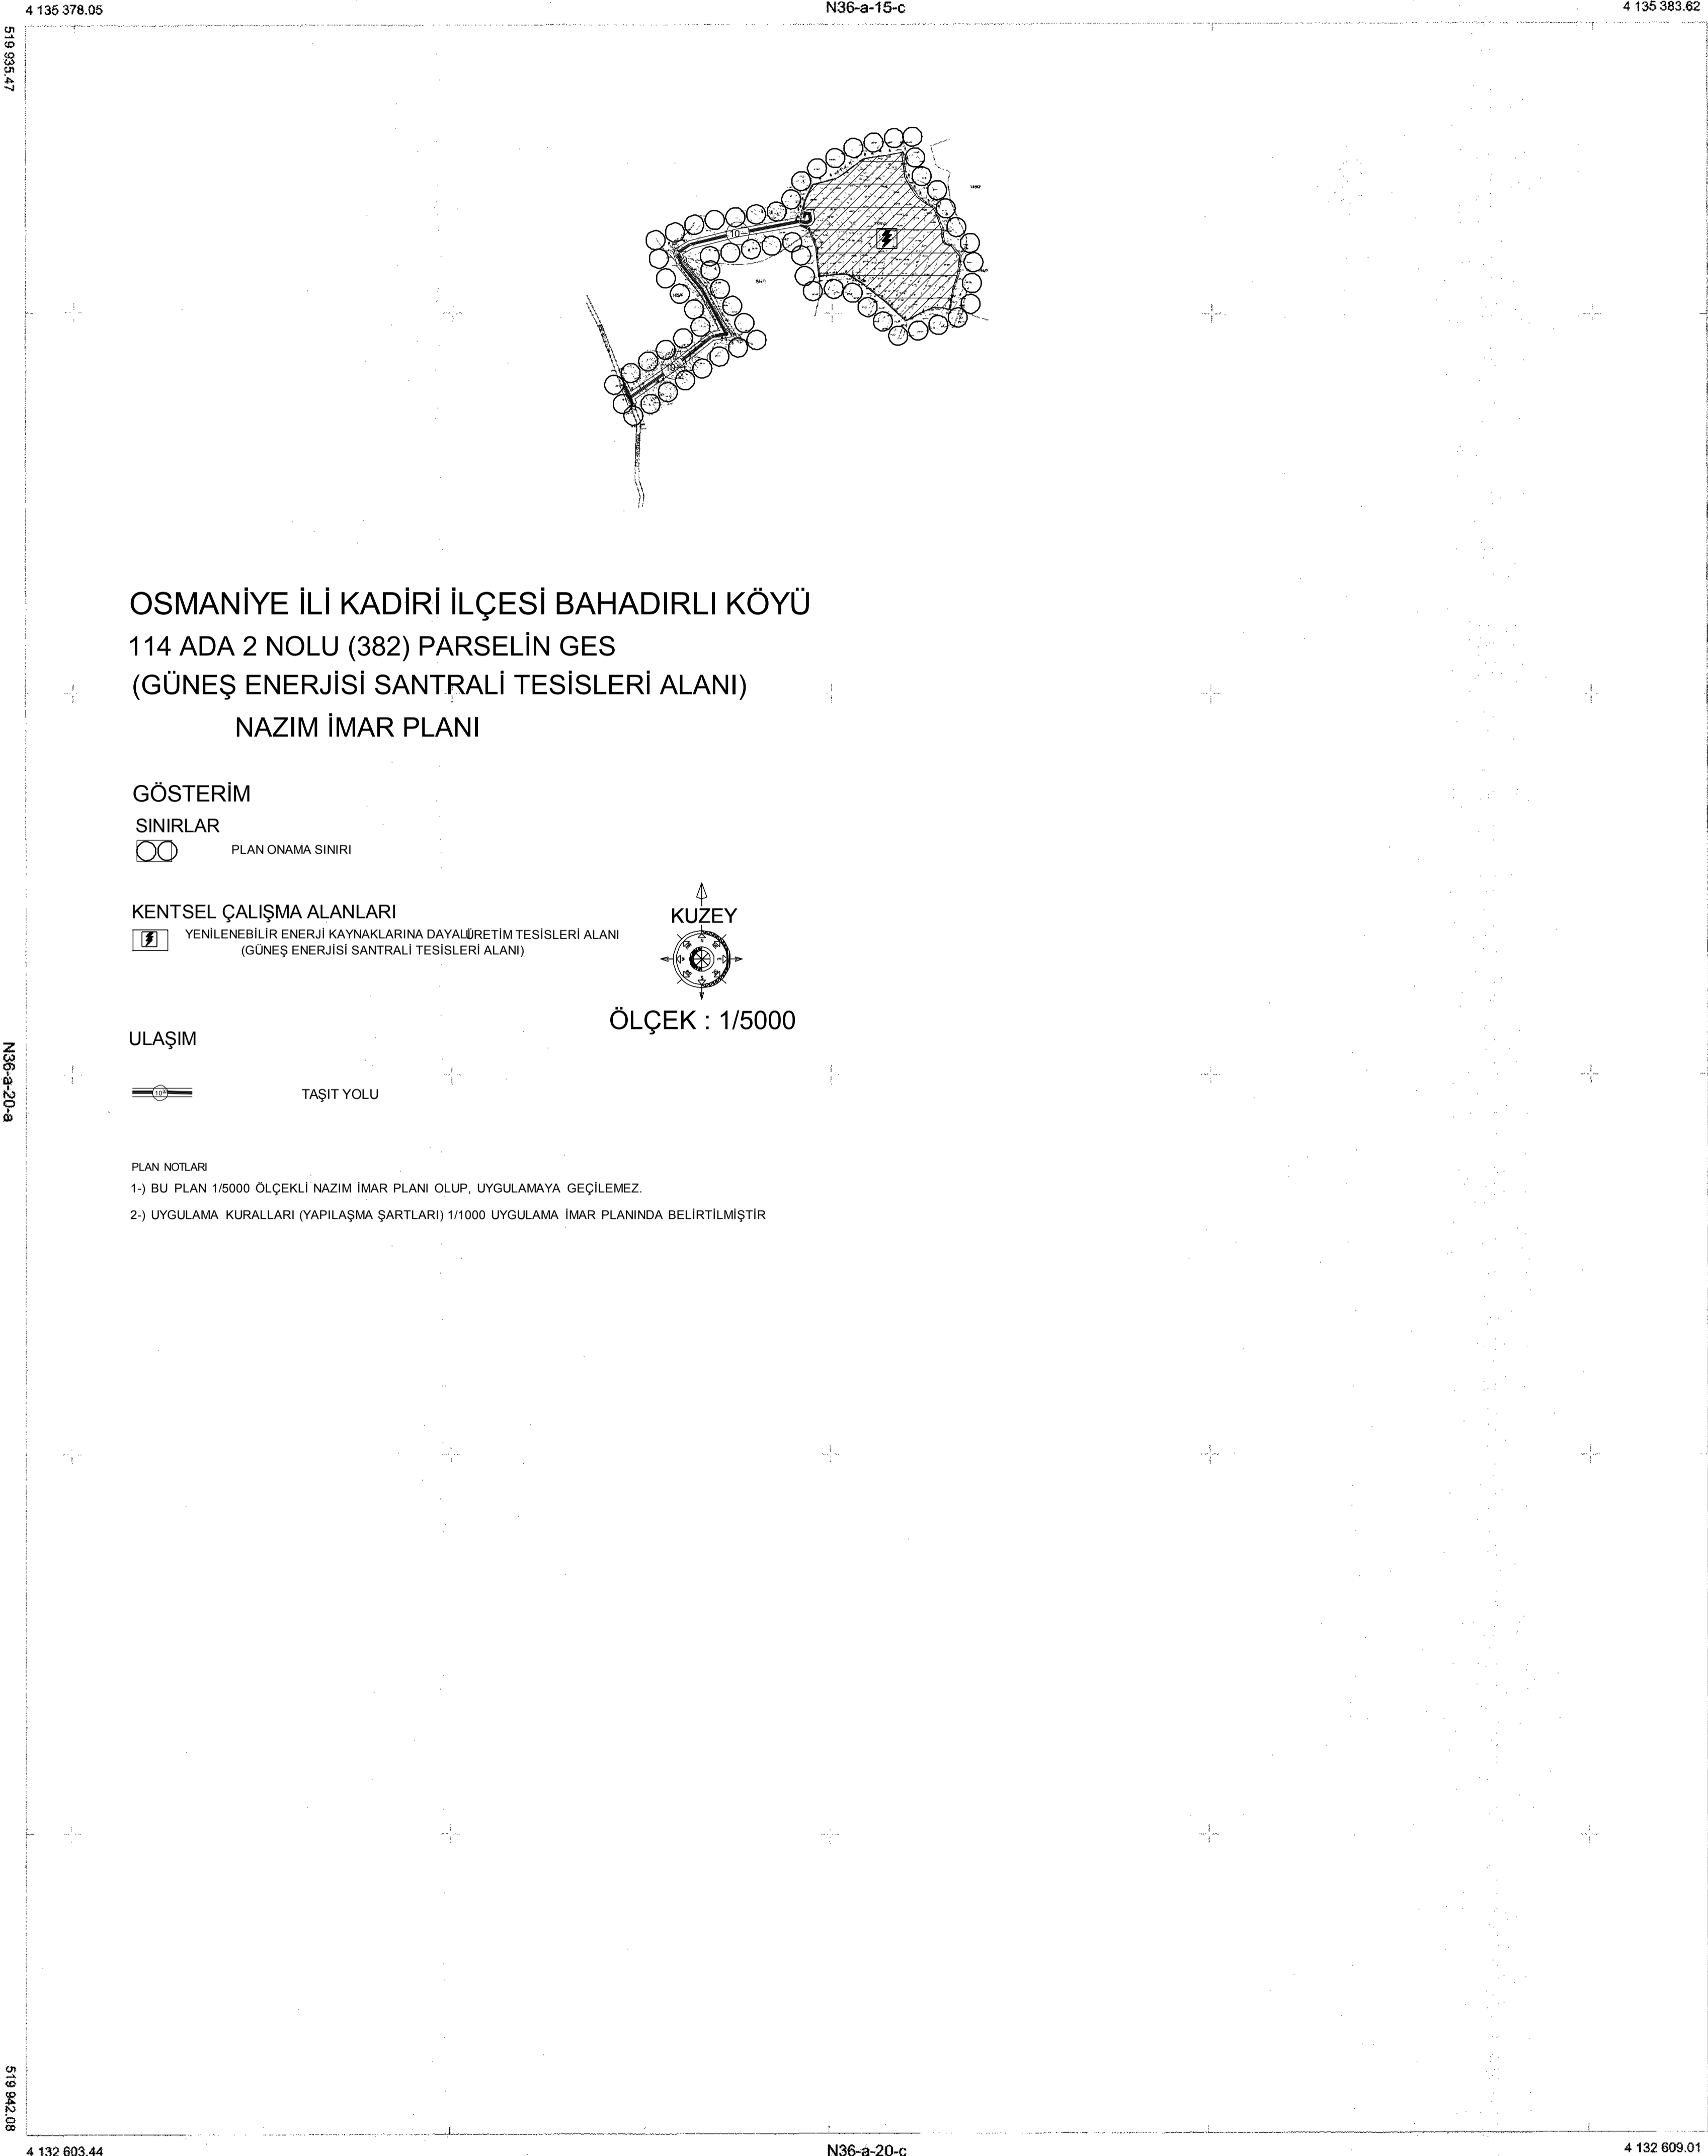 4 135 378.05
N36-a-15-c
4 135 383.62
519 935.47
10
10
OSMANİYE İLİ KADİRİ İLÇESİ BAHADIRLI KÖYÜ
114 ADA 2 NOLU (382) PARSELİN GES
(GÜNEŞ ENERJİSİ SANTRALİ TESİSLERİ ALANI)
NAZIM İMAR PLANI
GÖSTERİM
SINIRLAR
PLAN ONAMA SINIRI
KENTSEL ÇALIŞMA ALANLARI
YENİLENEBİLİR ENERJİ KAYNAKLARINA DAYALI ÜRETİM TESİSLERİ ALANI
(GÜNEŞ ENERJİSİ SANTRALİ TESİSLERİ ALANI)
KUZEY
ÖLÇEK : 1/5000
ULAŞIM
10
TAŞIT YOLU
N36-a-20-a
PLAN NOTLARI
1-) BU PLAN 1/5000 ÖLÇEKLİ NAZIM İMAR PLANI OLUP, UYGULAMAYA GEÇİLEMEZ.
2-) UYGULAMA KURALLARI (YAPILAŞMA ŞARTLARI) 1/1000 UYGULAMA İMAR PLANINDA BELİRTİLMİŞTİR
519 942.08
4 132 603.44
N36-a-20-c
4 132 609.01